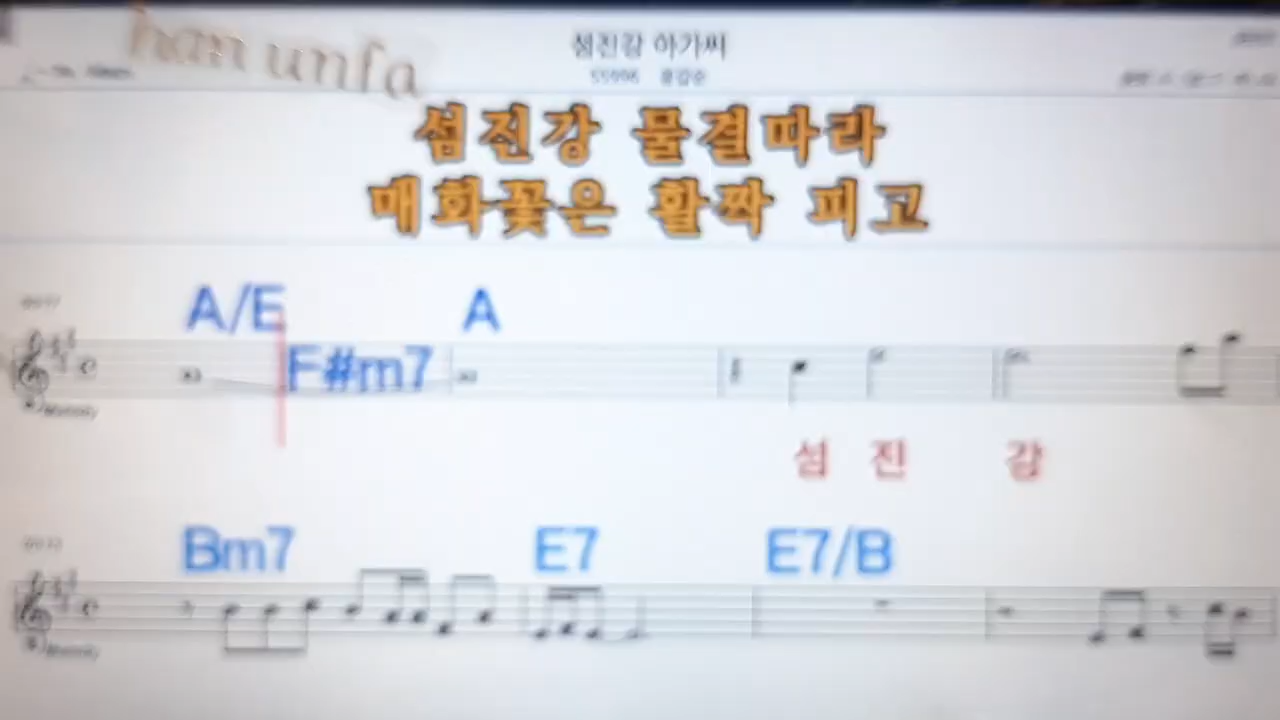 han unfa
섬진강 아가씨
섬진강 물결따라
매화꽃은 활짝 피고
A/E F#m7 A
섬 진 강
Bm7 E7 E7/B